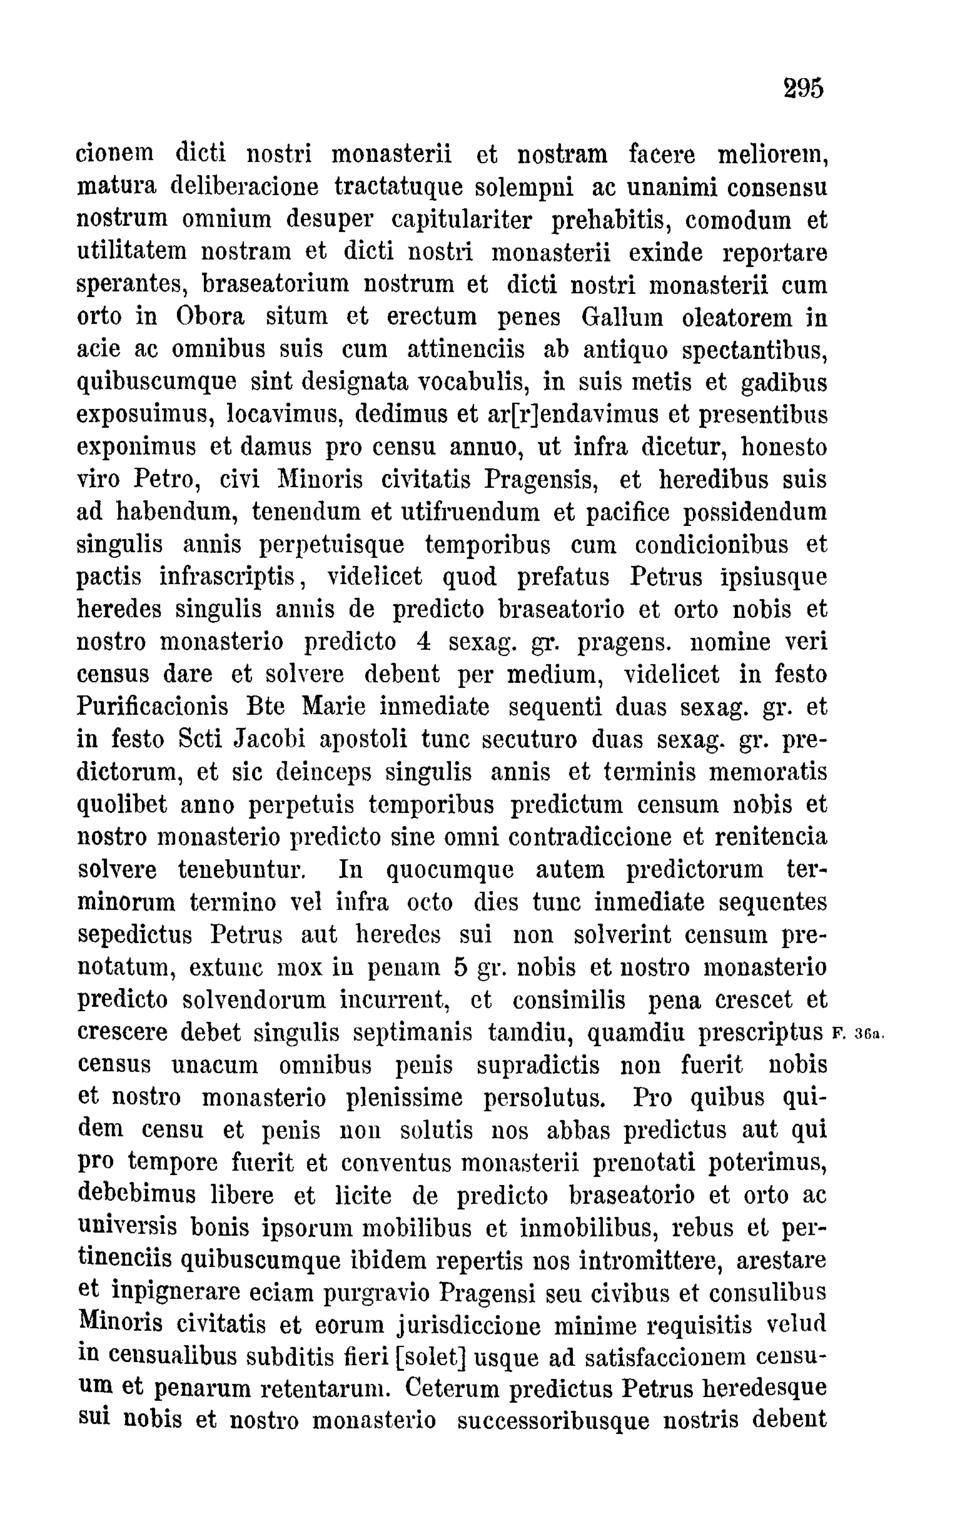 295
cionem dicti nostri monasterii et nostram facere meliorem,
matura deliberacione tractatuque solempni ac unanimi consensu
nostrum omnium desuper capitulariter prehabitis, comodum et
utilitatem nostram et dicti nostri monasterii exinde reportare
sperantes, braseatorium nostrum et dicti nostri monasterii cum
orto in Obora situm et erectum penes Gallum oleatorem in
acie ac omnibus suis cum attinenciis ab antiquo spectantibus,
quibuscumque sint designata vocabulis, in suis metis et gadibus
exposuimus, locavimus, dedimus et ar[r]endavimus et presentibus
exponimus et damus pro censu annuo, ut infra dicetur, honesto
viro Petro, civi Minoris civitatis Pragensis, et heredibus suis
ad habendum, tenendum et utifruendum et pacifice possidendum
singulis annis perpetuisque temporibus cum condicionibus et
pactis infrascriptis, videlicet quod prefatus Petrus ipsiusque
heredes singulis annis de predicto braseatorio et orto nobis et
nostro monasterio predicto 4 sexag. gr. pragens. nomine veri
census dare et solvere debent per medium, videlicet in festo
Purificacionis Bte Marie inmediate sequenti duas sexag. gr. et
in festo Scti Jacobi apostoli tunc secuturo duas sexag. gr. pre-
dictorum, et sic deinceps singulis annis et terminis memoratis
quolibet anno perpetuis temporibus predictum censum nobis et
nostro monasterio predicto sine omni contradiccione et renitencia
solvere tenebuntur. In quocumque autem predictorum ter-
minorum termino vel infra octo dies tunc inmediate sequentes
sepedictus Petrus aut heredes sui non solverint censum pre-
notatum, extunc mox in penam 5 gr. nobis et nostro monasterio
predicto solvendorum incurrent, et consimilis pena crescet et
crescere debet singulis septimanis tamdiu, quamdiu prescriptus F. 36a.
census unacum omnibus penis supradictis non fuerit nobis
et nostro monasterio plenissime persolutus. Pro quibus qui-
dem censu et penis non solutis nos abbas predictus aut qui
pro tempore fuerit et conventus monasterii prenotati poterimus,
debebimus libere et licite de predicto braseatorio et orto ac
universis bonis ipsorum mobilibus et inmobilibus, rebus et per-
tinenciis quibuscumque ibidem repertis nos intromittere, arestare
et inpignerare eciam purgravio Pragensi seu civibus et consulibus
Minoris civitatis et eorum jurisdiccione minime requisitis velud
in censualibus subditis fieri [solet] usque ad satisfaccionem censu-
um et penarum retentarum. Ceterum predictus Petrus heredesque
sui nobis et nostro monasterio successoribusque nostris debent